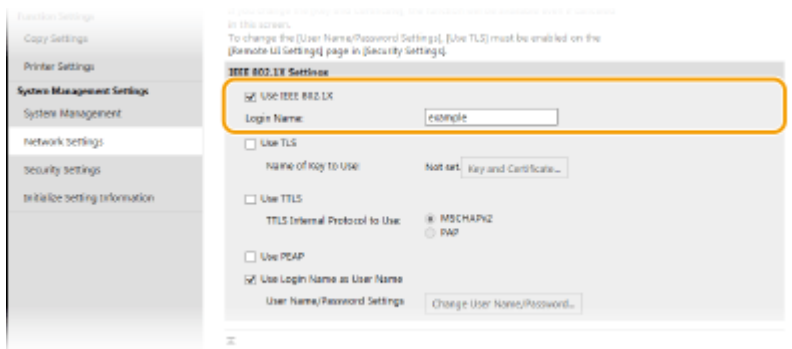 Function Settings
Copy Settings
Printer Settings
System Management Settings
System Management
Network Settings
Security Settings
Initialize Setting Information
in this screen.
To change the [User Name/Password Settings], [Use TLS] must be enabled on the
[Remote UI Settings] page in [Security Settings].
IEEE 802.1X Settings
Use IEEE 802.1X
Login Name:
example
Use TLS
Name of Key to Use:
Not set.
Key and Certificate...
Use TTLS
TTLS Internal Protocol to Use:
MSCHAPv2
PAP
Use PEAP
Use Login Name as User Name
User Name/Password Settings
Change User Name/Password...